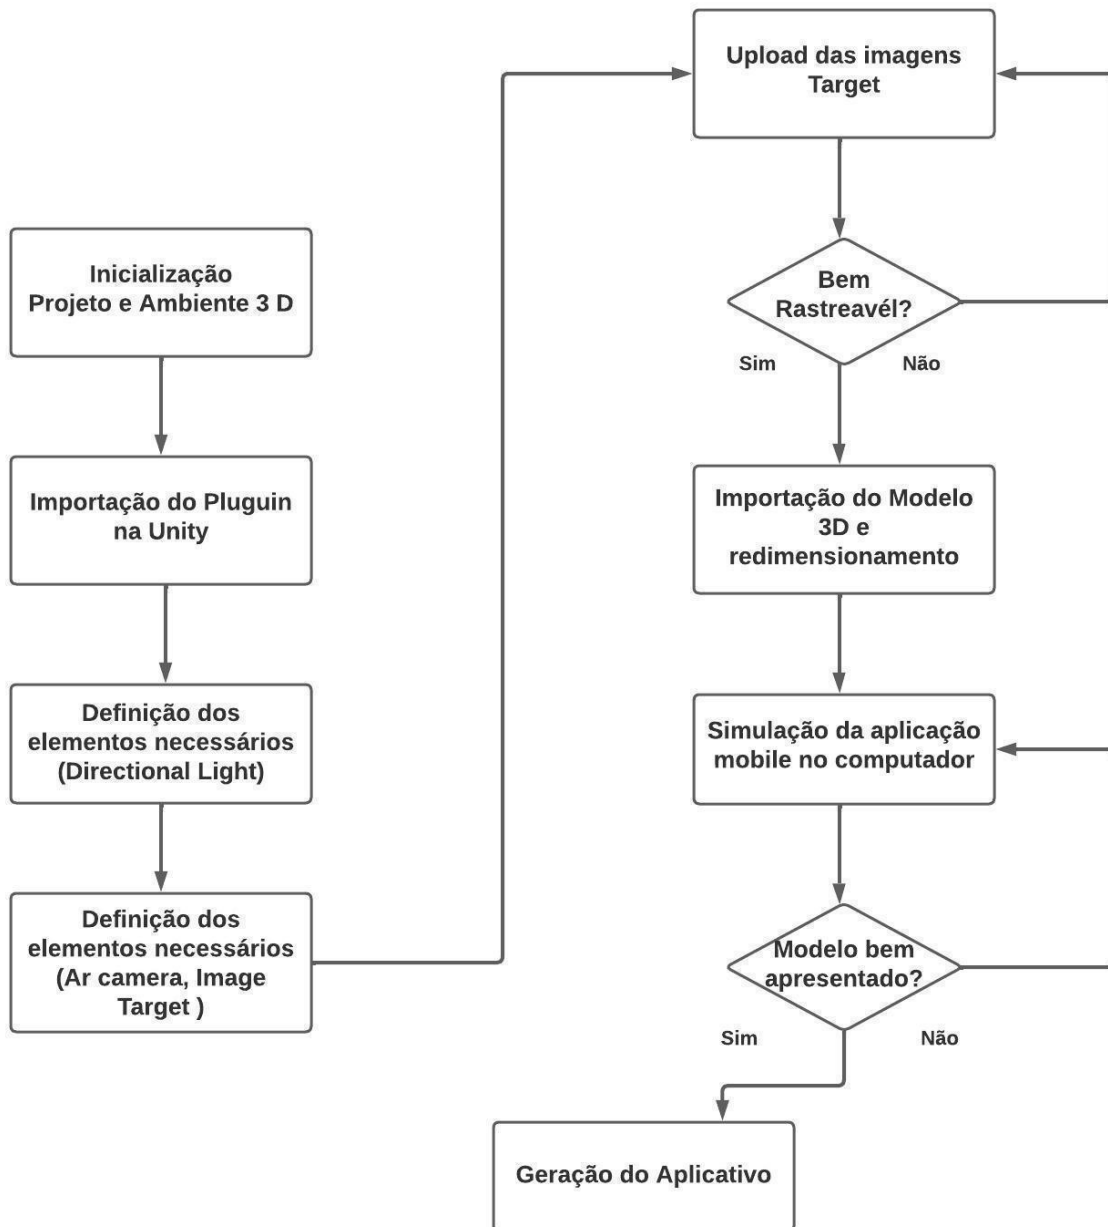 Inicialização
Projeto e Ambiente 3 D
Importação do Pluguin
na Unity
Definição dos
elementos necessários
(Directional Light)
Definição dos
elementos necessários
(Ar camera, Image
Target )
Upload das imagens
Target
Bem
Rastreavél?
Sim
Não
Importação do Modelo
3D e
redimensionamento
Simulação da aplicação
mobile no computador
Modelo bem
apresentado?
Sim
Não
Geração do Aplicativo